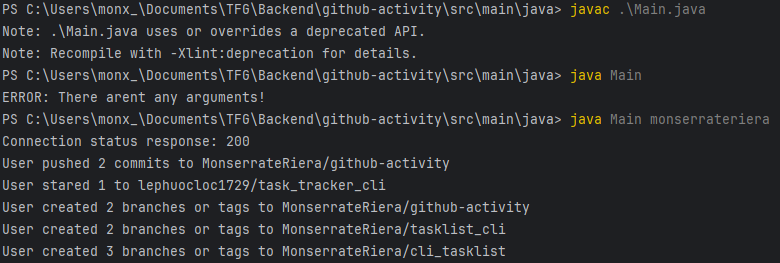 PS C:\Users\monx_\Documents\TFG\Backend\github-activity\src\main\java> javac .\Main.java
Note: .\Main.java uses or overrides a deprecated API.
Note: Recompile with -Xlint:deprecation for details.
PS C:\Users\monx_\Documents\TFG\Backend\github-activity\src\main\java> java Main
ERROR: There arent any arguments!
PS C:\Users\monx_\Documents\TFG\Backend\github-activity\src\main\java> java Main monserrateriera
Connection status response: 200
User pushed 2 commits to MonserrateRiera/github-activity
User stared 1 to lephuocloc1729/task_tracker_cli
User created 2 branches or tags to MonserrateRiera/github-activity
User created 2 branches or tags to MonserrateRiera/tasklist_cli
User created 3 branches or tags to MonserrateRiera/cli_tasklist